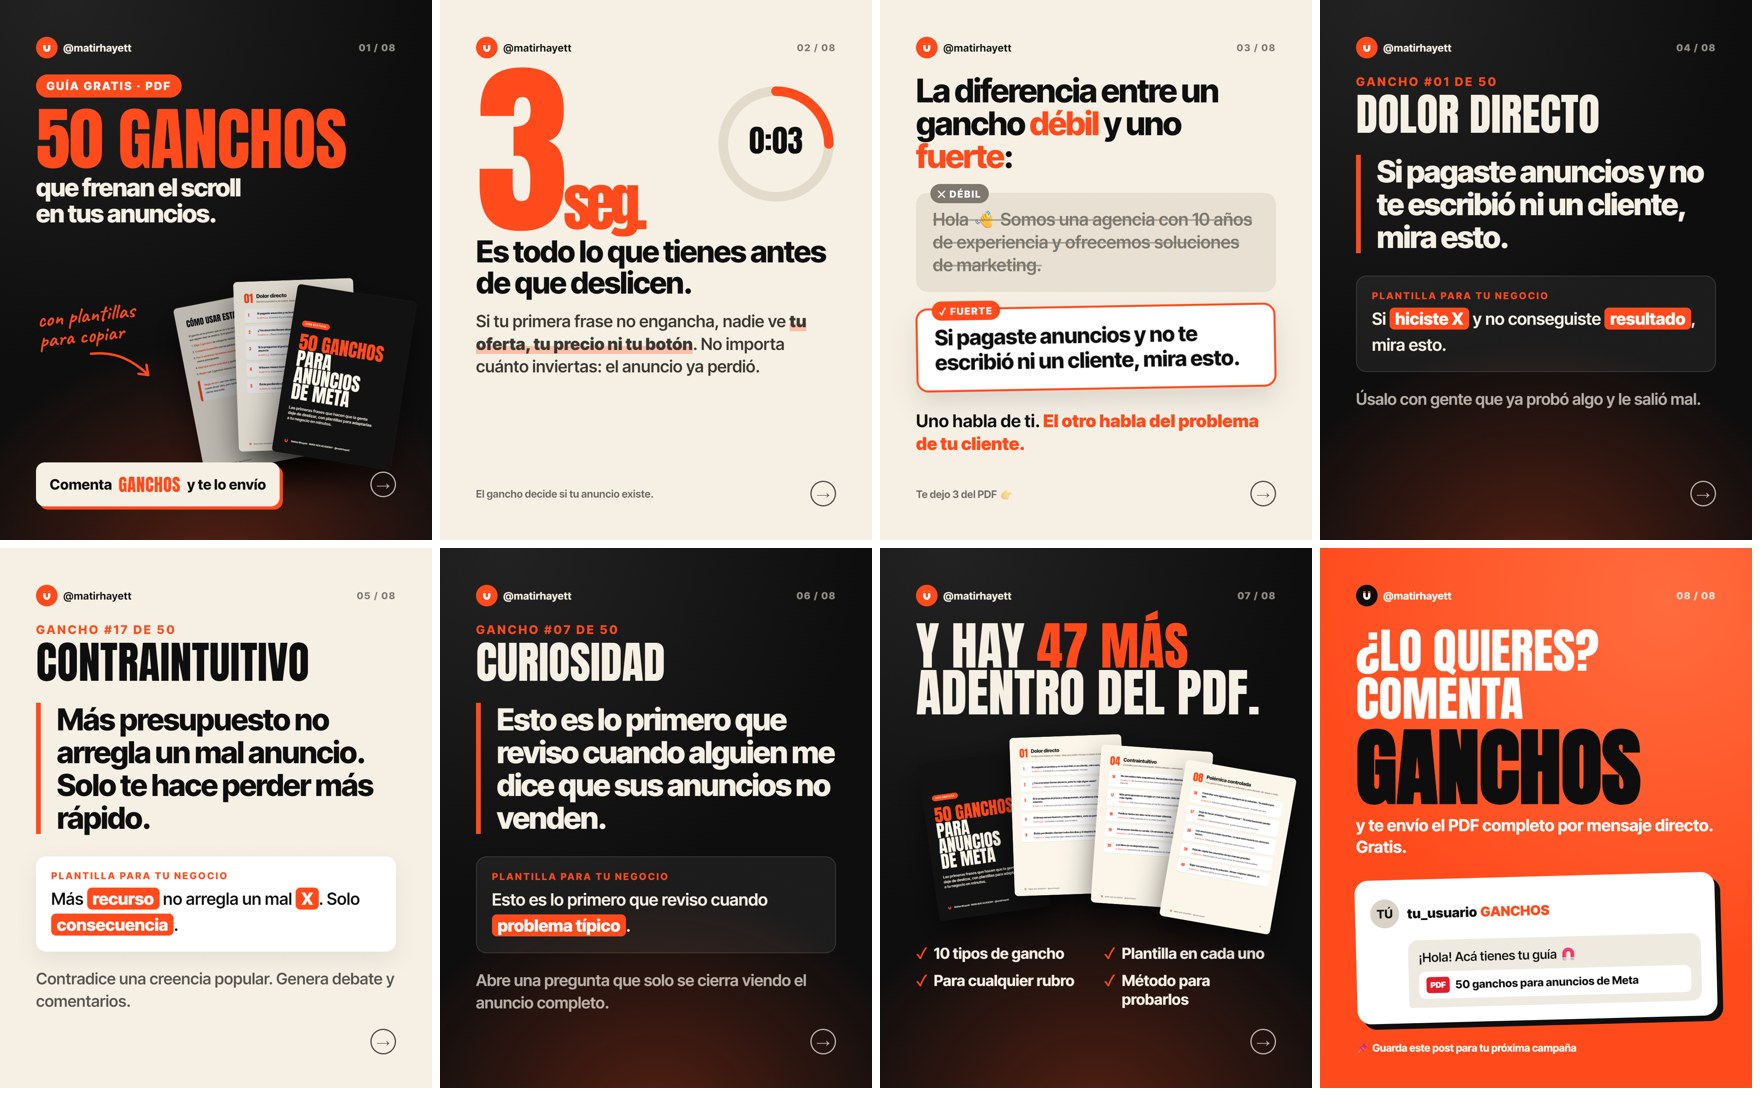 @matirhayett
01 / 08
GUÍA GRATIS · PDF
50 GANCHOS
que frenan el scroll
en tus anuncios.
con plantillas
para copiar
CÓMO USAR
01 Dolor directo
50 GANCHOS
PARA
ANUNCIOS
DE META
Comenta GANCHOS y te lo envío
@matirhayett
02 / 08
3 seg.
0:03
Es todo lo que tienes antes
de que deslicen.
Si tu primera frase no engancha, nadie ve tu
oferta, tu precio ni tu botón. No importa
cuánto inviertas: el anuncio ya perdió.
El gancho decide si tu anuncio existe.
@matirhayett
03 / 08
La diferencia entre un
gancho débil y uno
fuerte:
✕ DÉBIL
Hola 👋 Somos una agencia con 10 años
de experiencia y ofrecemos soluciones
de marketing.
✓ FUERTE
Si pagaste anuncios y no te
escribió ni un cliente, mira esto.
Uno habla de ti. El otro habla del problema
de tu cliente.
Te dejo 3 del PDF 👉
@matirhayett
04 / 08
GANCHO #01 DE 50
DOLOR DIRECTO
Si pagaste anuncios y no
te escribió ni un cliente,
mira esto.
PLANTILLA PARA TU NEGOCIO
Si hiciste X y no conseguiste resultado,
mira esto.
Úsalo con gente que ya probó algo y le salió mal.
@matirhayett
05 / 08
GANCHO #17 DE 50
CONTRAINTUITIVO
Más presupuesto no
arregla un mal anuncio.
Solo te hace perder más
rápido.
PLANTILLA PARA TU NEGOCIO
Más recurso no arregla un mal X. Solo
consecuencia.
Contradice una creencia popular. Genera debate y
comentarios.
@matirhayett
06 / 08
GANCHO #07 DE 50
CURIOSIDAD
Esto es lo primero que
reviso cuando alguien me
dice que sus anuncios no
venden.
PLANTILLA PARA TU NEGOCIO
Esto es lo primero que reviso cuando
problema típico.
Abre una pregunta que solo se cierra viendo el
anuncio completo.
@matirhayett
07 / 08
Y HAY 47 MÁS
ADENTRO DEL PDF.
50 GANCHOS
PARA
ANUNCIOS
DE META
01 Dolor directo
04 Contraintuitivo
08 Polémica controlada
✓ 10 tipos de gancho
✓ Plantilla en cada uno
✓ Para cualquier rubro
✓ Método para
probarlos
@matirhayett
08 / 08
¿LO QUIERES?
COMENTA
GANCHOS
y te envío el PDF completo por mensaje directo.
Gratis.
TÚ tu_usuario GANCHOS
¡Hola! Acá tienes tu guía 🧲
PDF 50 ganchos para anuncios de Meta
📌 Guarda este post para tu próxima campaña